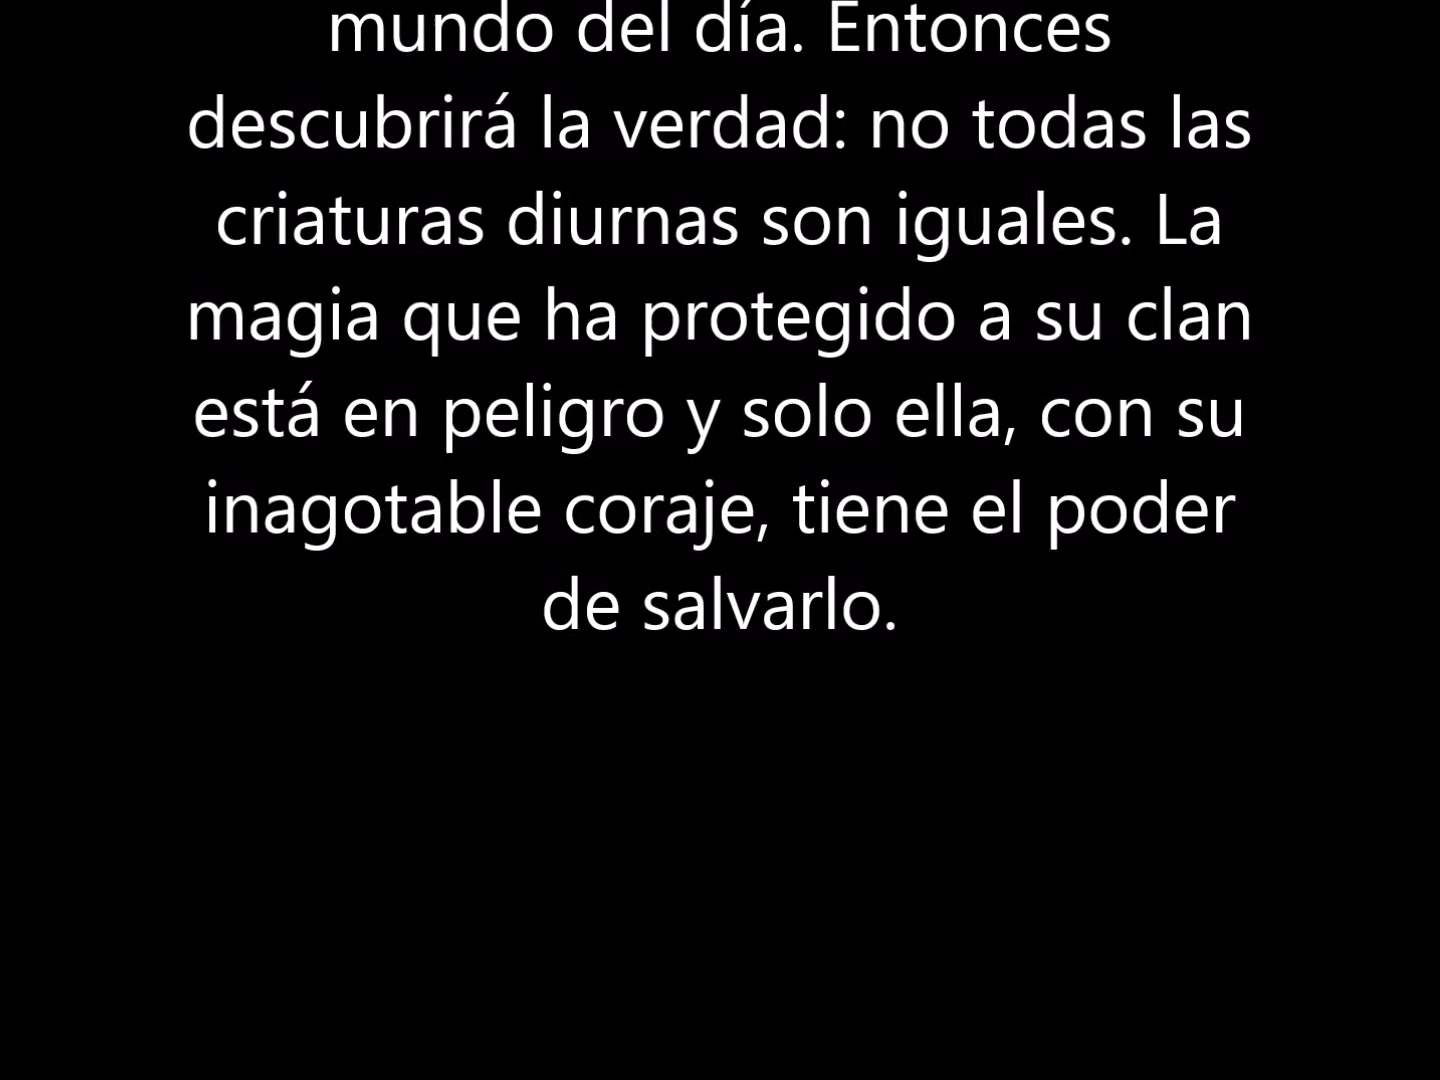 mundo del día. Entonces
descubrirá la verdad: no todas las
criaturas diurnas son iguales. La
magia que ha protegido a su clan
está en peligro y solo ella, con su
inagotable coraje, tiene el poder
de salvarlo.